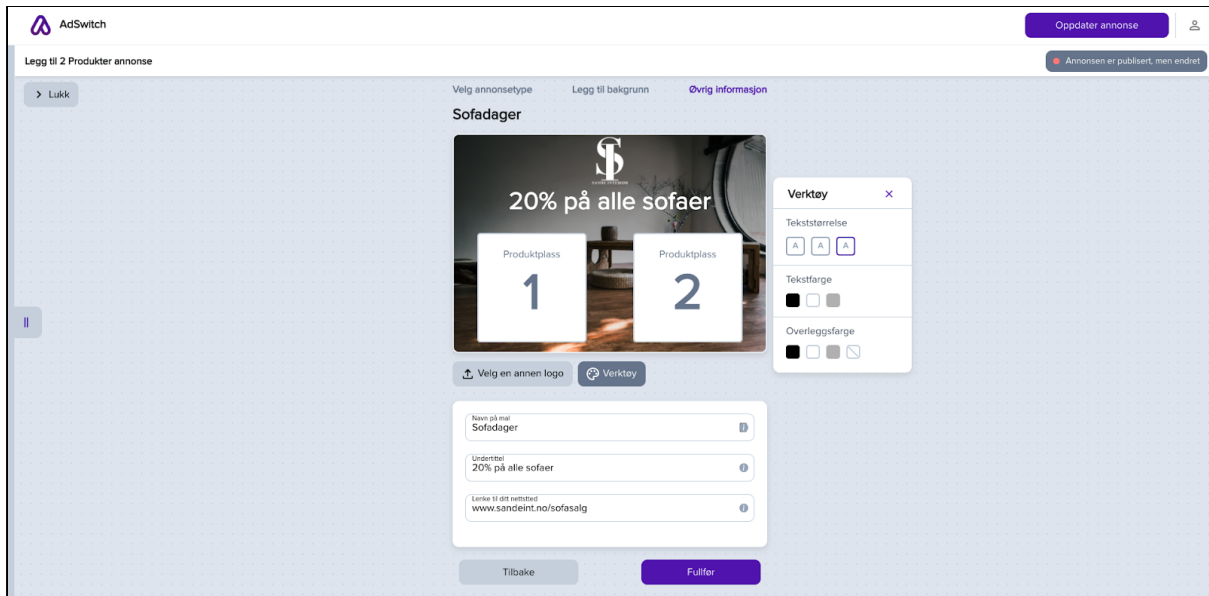 AdSwitch
Oppdater annonse
Legg til 2 Produkter annonse
Annonsen er publisert, men endret
Lukk
Velg annonsetype
Legg til bakgrunn
Øvrig informasjon
Sofadager
20% på alle sofaer
Produktplass
1
Produktplass
2
Verktøy
Tekststørrelse
A
A
A
Tekstfarge
Overleggsfarge
Velg en annen logo
Verktøy
Navn på mal
Sofadager
Undertittel
20% på alle sofaer
Lenke til ditt nettsted
www.sandeint.no/sofasalg
Tilbake
Fullfør